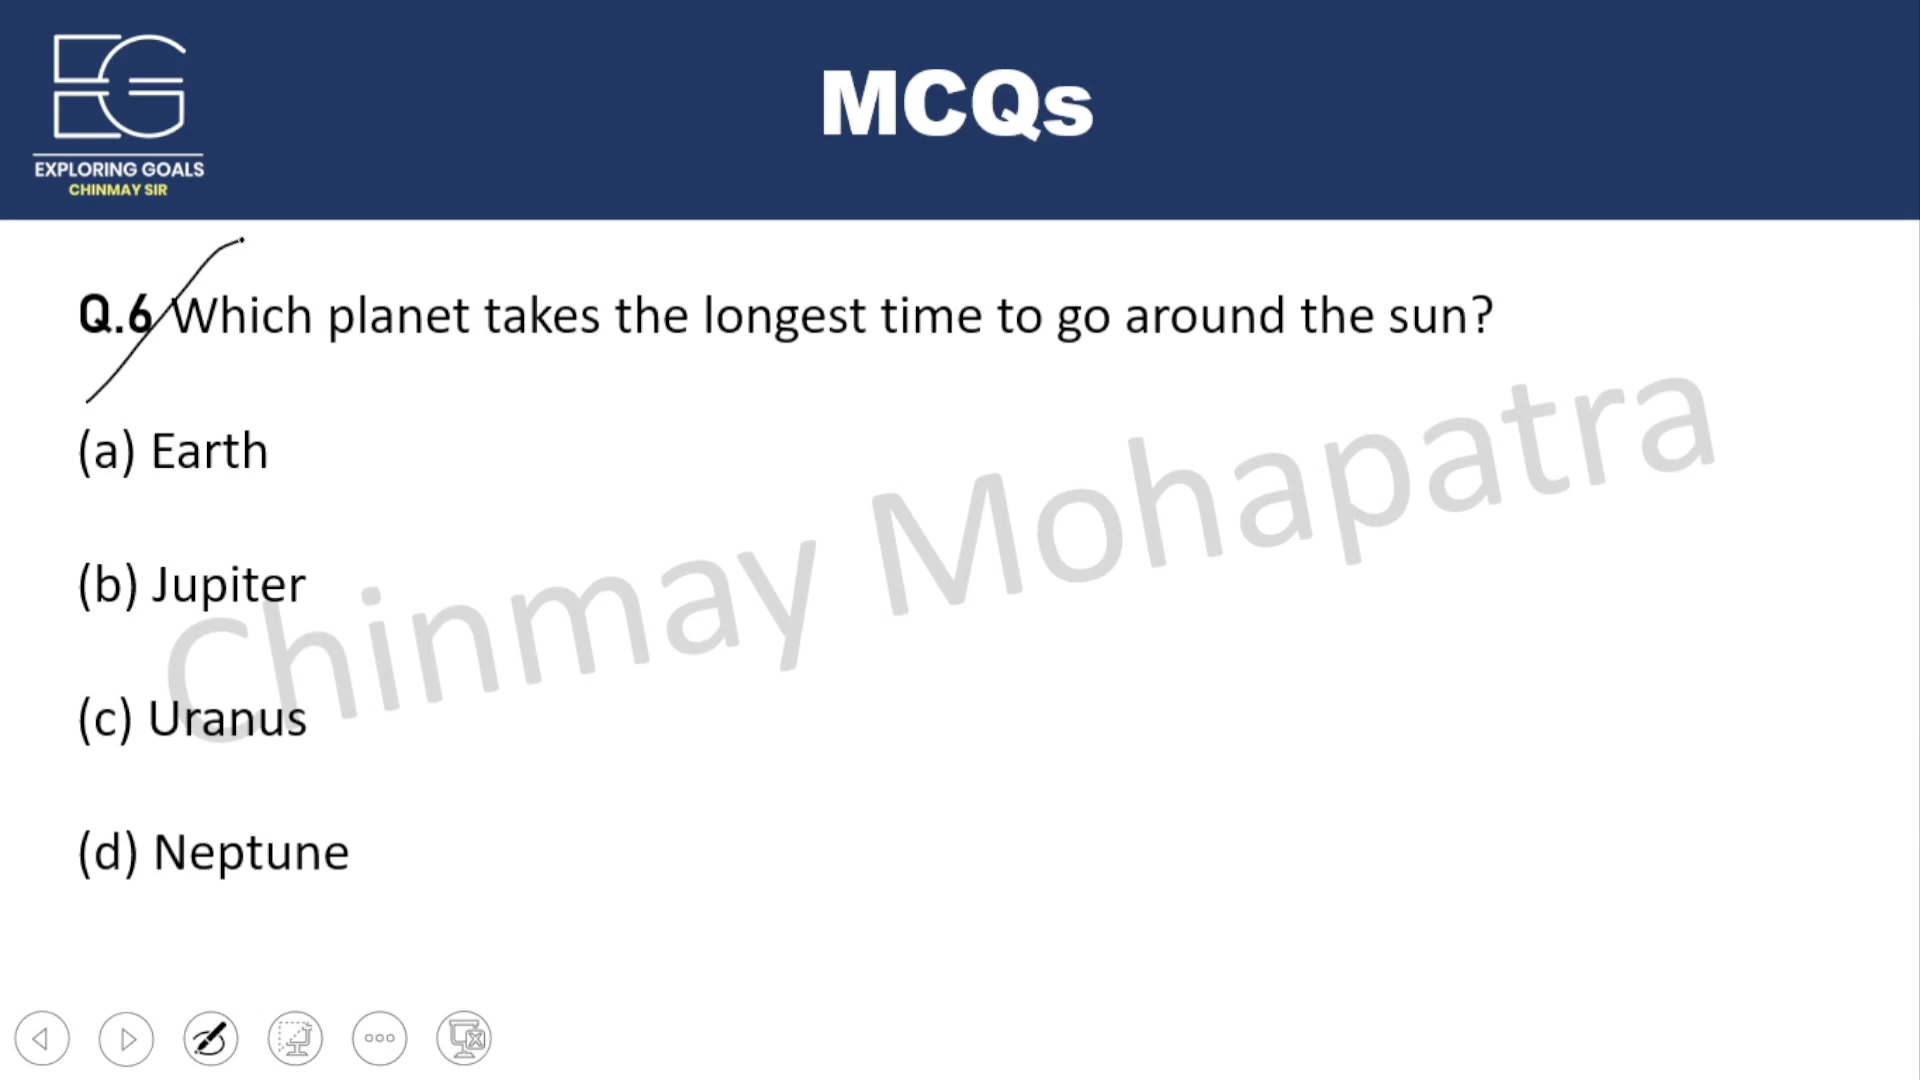 EG
EXPLORING GOALS
CHINMAY SIR
MCQs
Q.6 Which planet takes the longest time to go around the sun?
(a) Earth
(b) Jupiter
(c) Uranus
(d) Neptune
Chinmay Mohapatra